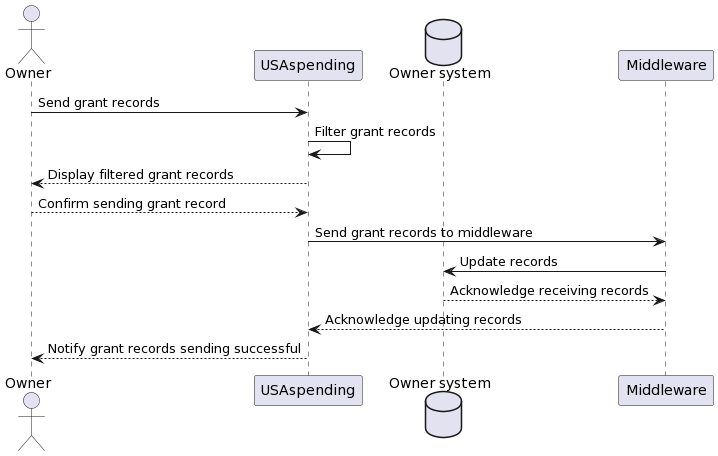 Owner
USAspending
Owner system
Middleware
Send grant records
Filter grant records
Display filtered grant records
Confirm sending grant record
Send grant records to middleware
Update records
Acknowledge receiving records
Acknowledge updating records
Notify grant records sending successful
Owner
USAspending
Owner system
Middleware